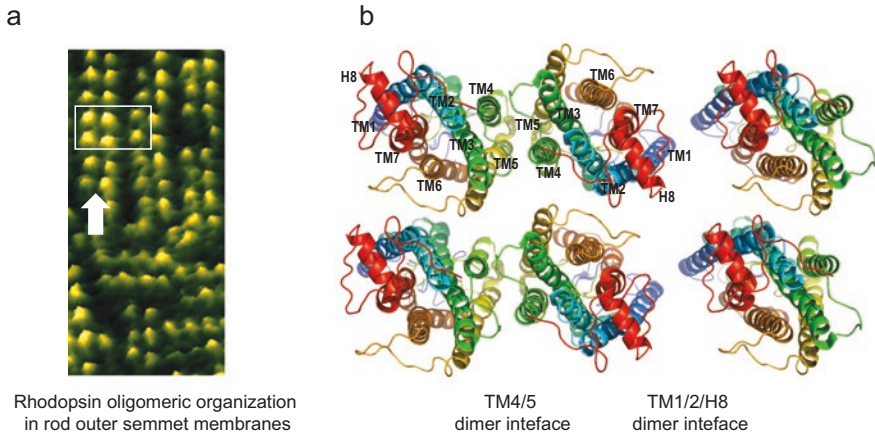 a
b
H8
TM1
TM2
TM4
TM3
TM7
TM5
TM6
TM6
TM3
TM7
TM5
TM1
TM4
TM2
H8
Rhodopsin oligomeric organization
in rod outer semmet membranes
TM4/5
dimer inteface
TM1/2/H8
dimer inteface